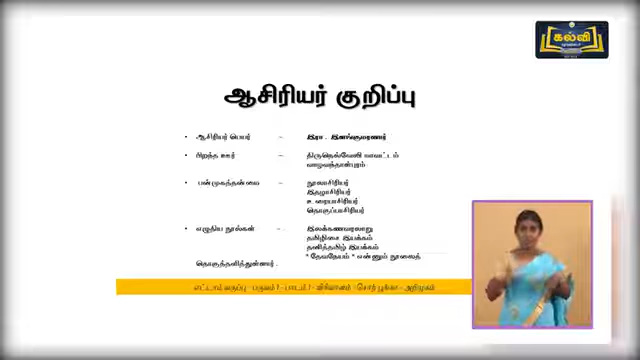 கல்வி
ஆசிரியர் குறிப்பு
• ஆசிரியர் பெயர் – இரா. இளங்குமரனார்
• பிறந்த ஊர் – திருநெல்வேலி மாவட்டம்
வாழவந்தாள்புரம்
• பன்முகத்தன்மை – நூலாசிரியர்
இதழாசிரியர்
உரையாசிரியர்
தொகுப்பாசிரியர்
• எழுதிய நூல்கள் – இலக்கணவரலாறு
தமிழிசை இயக்கம்
தனித்தமிழ் இயக்கம்
" தேவநேயம் " என்னும் நூலைத்
தொகுத்தளித்துள்ளார்.
எட்டாம் வகுப்பு - பருவம் 1 - பாடம் 1 - விரிவானம் - சொற் பூங்கா - அறிமுகம்